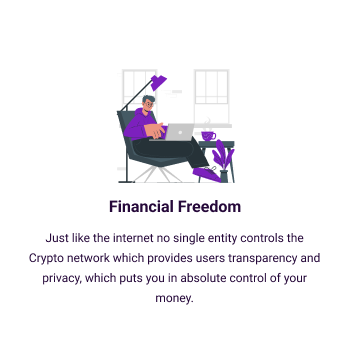 Financial Freedom
Just like the internet no single entity controls the
Crypto network which provides users transparency and
privacy, which puts you in absolute control of your
money.